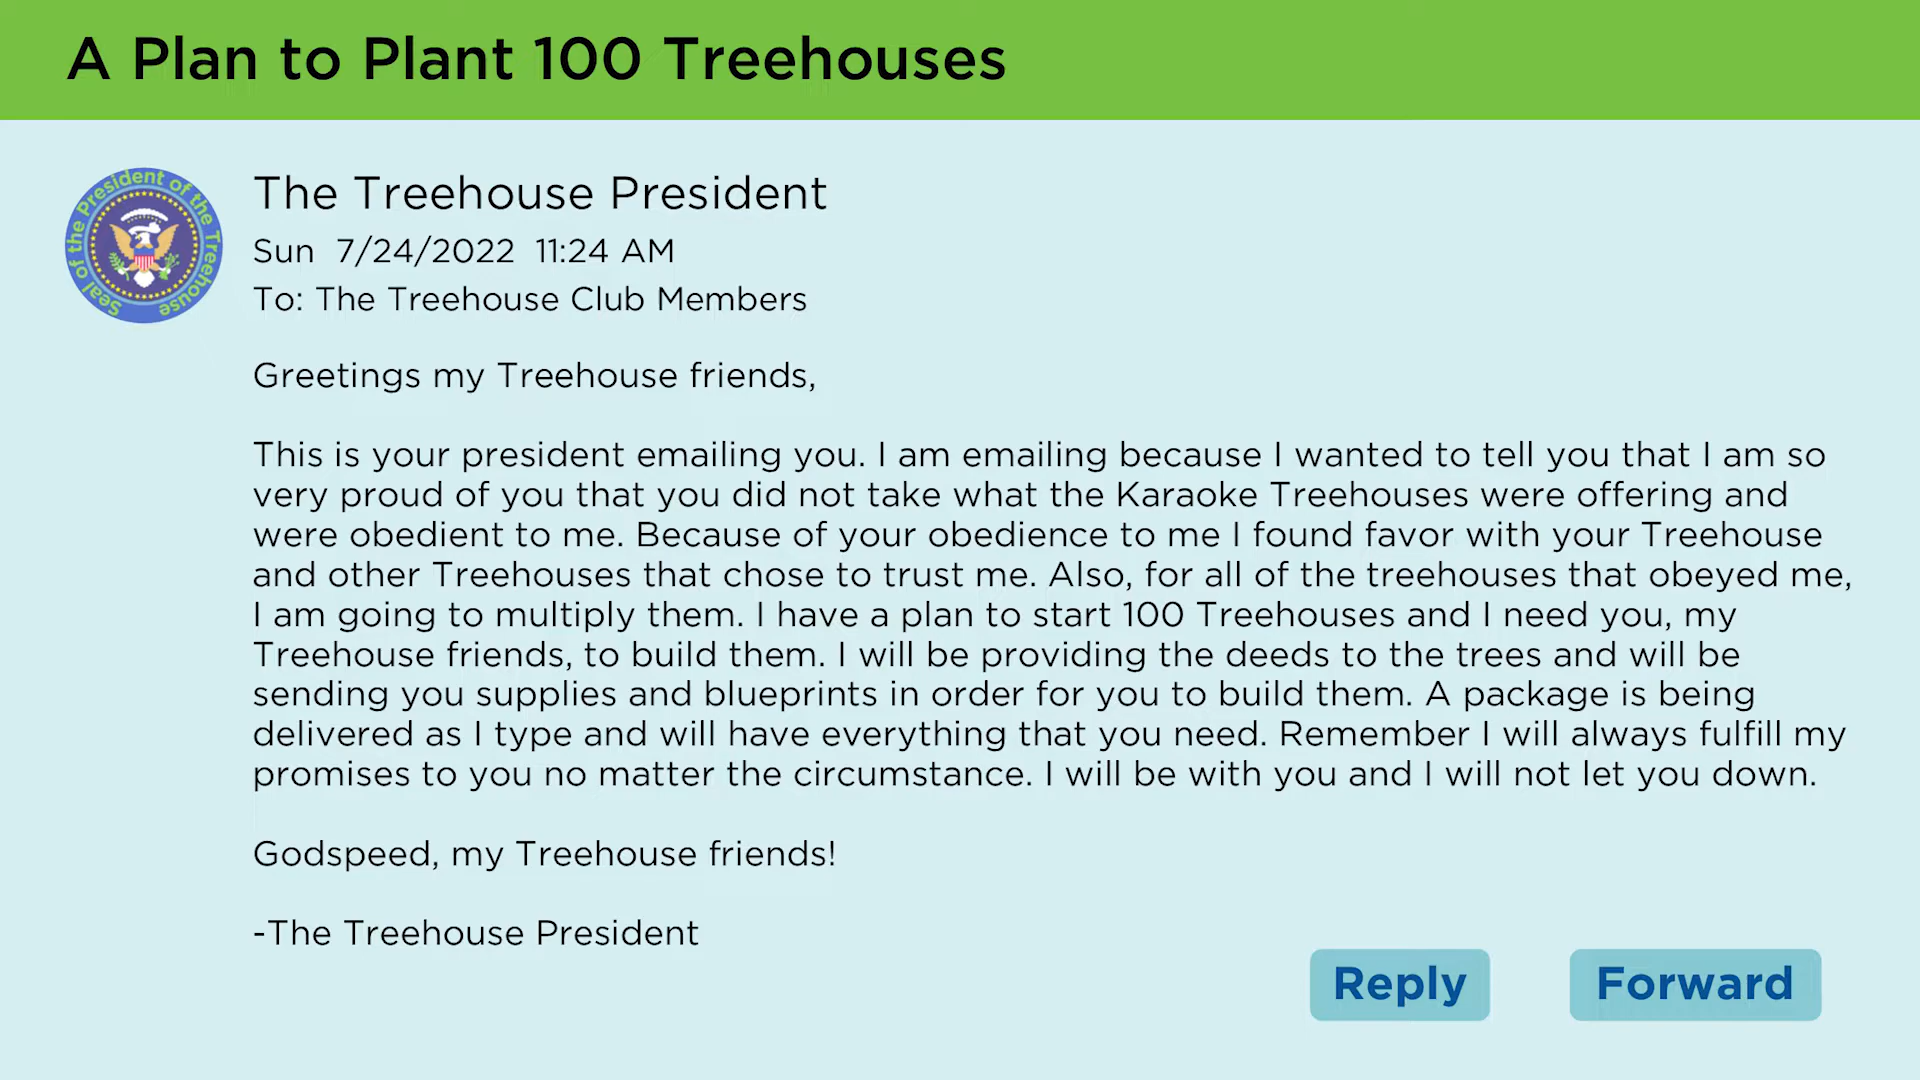 A Plan to Plant 100 Treehouses
Seal of the President of the Treehouse
The Treehouse President
Sun 7/24/2022 11:24 AM
To: The Treehouse Club Members
Greetings my Treehouse friends,
This is your president emailing you. I am emailing because I wanted to tell you that I am so
very proud of you that you did not take what the Karaoke Treehouses were offering and
were obedient to me. Because of your obedience to me I found favor with your Treehouse
and other Treehouses that chose to trust me. Also, for all of the treehouses that obeyed me,
I am going to multiply them. I have a plan to start 100 Treehouses and I need you, my
Treehouse friends, to build them. I will be providing the deeds to the trees and will be
sending you supplies and blueprints in order for you to build them. A package is being
delivered as I type and will have everything that you need. Remember I will always fulfill my
promises to you no matter the circumstance. I will be with you and I will not let you down.
Godspeed, my Treehouse friends!
-The Treehouse President
Reply
Forward